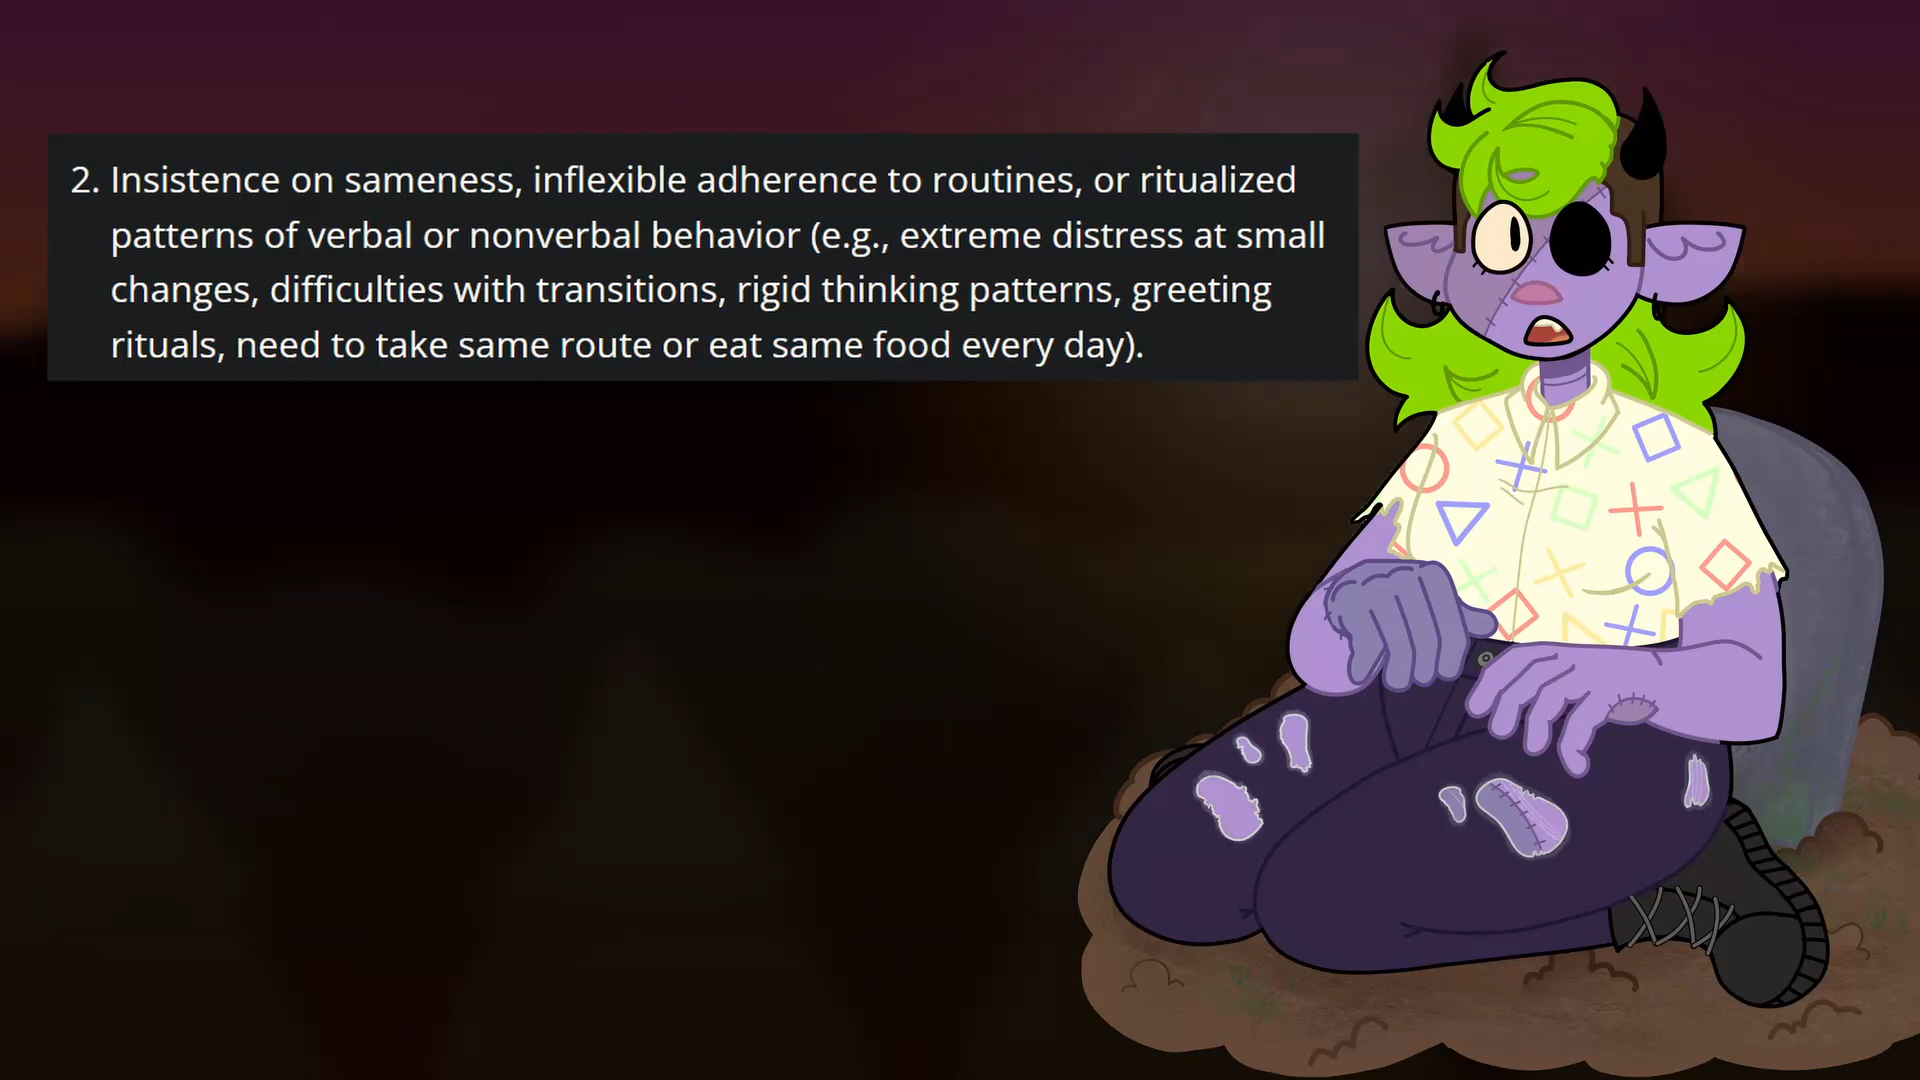 2. Insistence on sameness, inflexible adherence to routines, or ritualized
patterns of verbal or nonverbal behavior (e.g., extreme distress at small
changes, difficulties with transitions, rigid thinking patterns, greeting
rituals, need to take same route or eat same food every day).